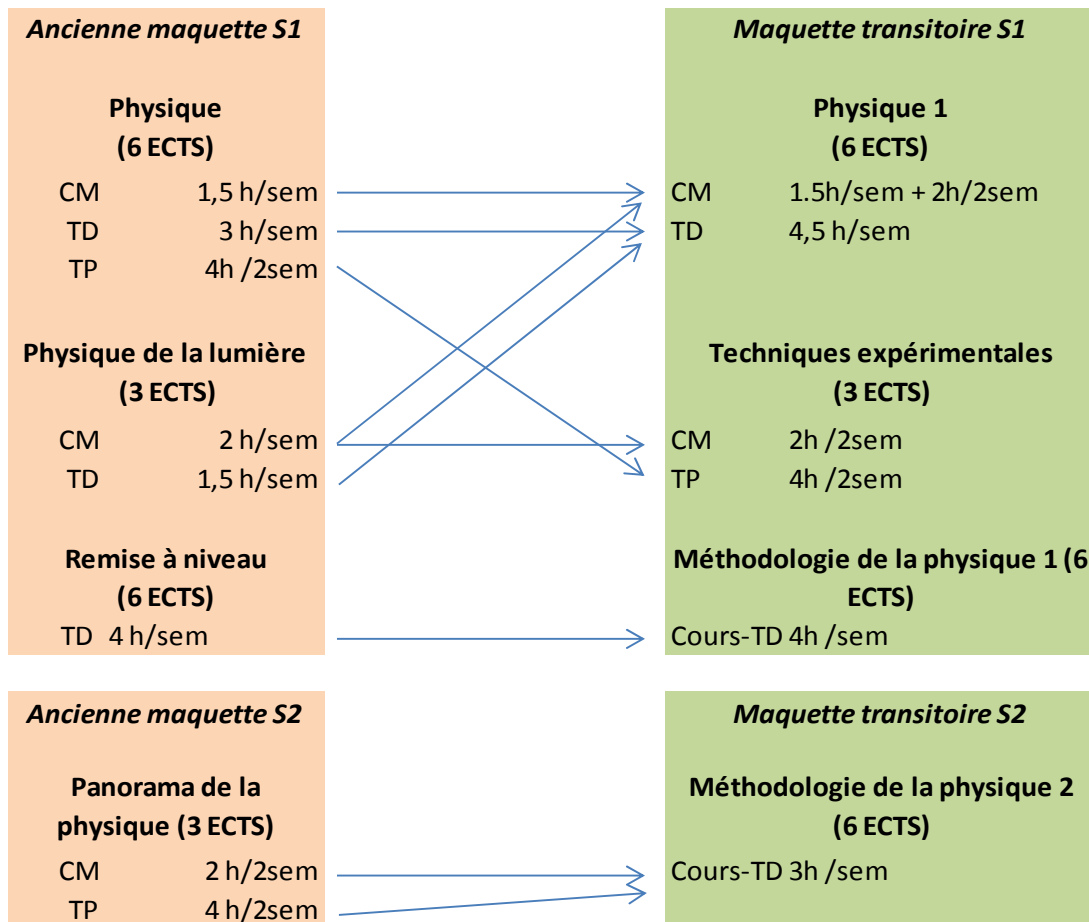 Ancienne maquette S1
Physique
(6 ECTS)
CM 1,5 h/sem
TD 3 h/sem
TP 4h /2sem
Physique de la lumière
(3 ECTS)
CM 2 h/sem
TD 1,5 h/sem
Remise à niveau
(6 ECTS)
TD 4 h/sem
Maquette transitoire S1
Physique 1
(6 ECTS)
CM 1.5h/sem + 2h/2sem
TD 4,5 h/sem
Techniques expérimentales
(3 ECTS)
CM 2h /2sem
TP 4h /2sem
Méthodologie de la physique 1 (6
ECTS)
Cours-TD 4h /sem
Ancienne maquette S2
Panorama de la
physique (3 ECTS)
CM 2 h/2sem
TP 4 h/2sem
Maquette transitoire S2
Méthodologie de la physique 2
(6 ECTS)
Cours-TD 3h /sem